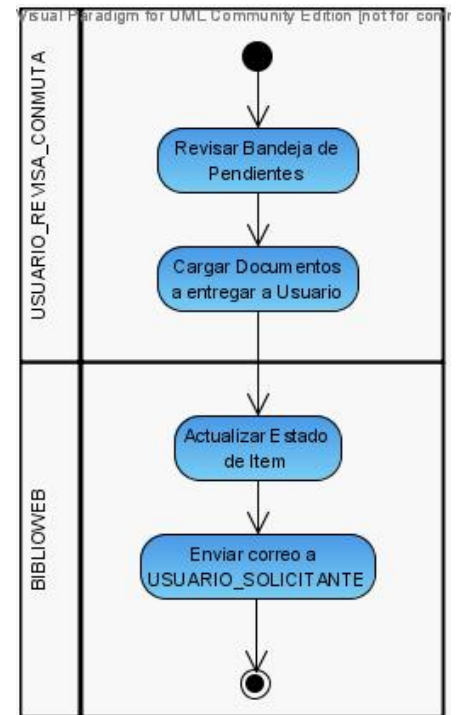 Visual Paradigm for UML Community Edition [not for com
USUARIO_REVISA_CONMUTA
Revisar Bandeja de
Pendientes
Cargar Documentos
a entregar a Usuario
BIBLIOWEB
Actualizar Estado
de Item
Enviar correo a
USUARIO_SOLICITANTE